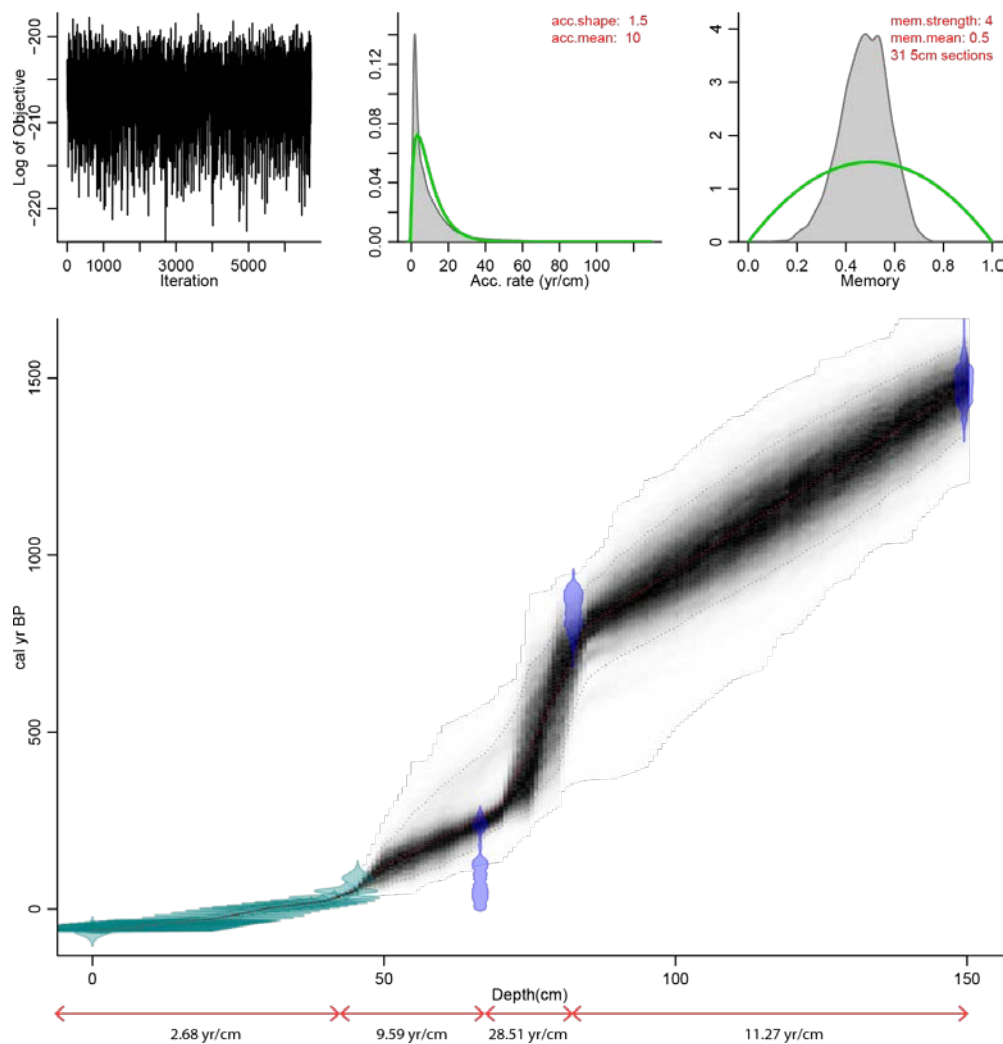 acc.shape: 1.5
acc.mean: 10
mem.strength: 4
mem.mean: 0.5
31 5cm sections
Log of Objective
-200
-210
-220
0 1000 3000 5000
Iteration
0.00 0.04 0.08 0.12
0 20 40 60 80 100
Acc. rate (yr/cm)
0 1 2 3 4
0.0 0.2 0.4 0.6 0.8 1.0
Memory
cal yr BP
1500
1000
500
0
0 50 100 150
Depth(cm)
2.68 yr/cm 9.59 yr/cm 28.51 yr/cm 11.27 yr/cm